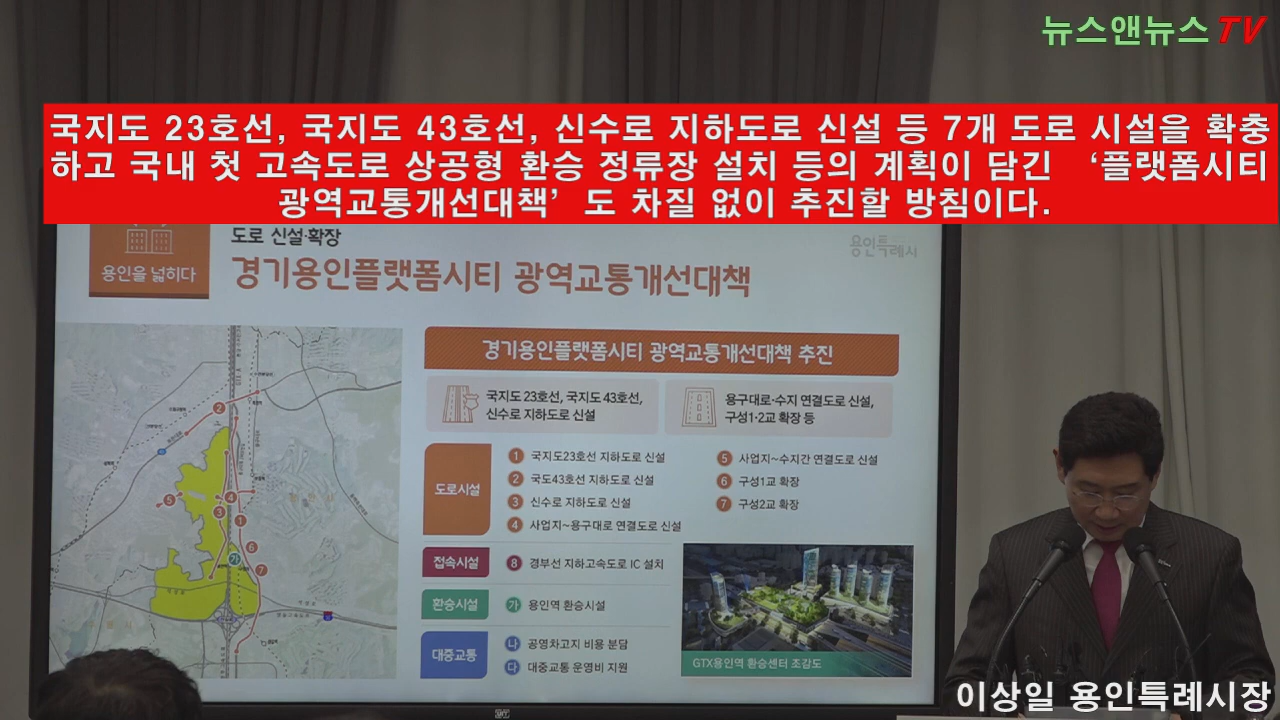 뉴스앤뉴스TV
국지도 23호선, 국지도 43호선, 신수로 지하도로 신설 등 7개 도로 시설을 확충
하고 국내 첫 고속도로 상공형 환승 정류장 설치 등의 계획이 담긴 ‘플랫폼시티
광역교통개선대책’ 도 차질 없이 추진할 방침이다.
용인을 넓히다
도로 신설·확장
경기용인플랫폼시티 광역교통개선대책
용인특례시
경기용인플랫폼시티 광역교통개선대책 추진
국지도 23호선, 국지도 43호선,
신수로 지하도로 신설
용구대로-수지 연결도로 신설,
구성1·2교 확장 등
도로시설
1 국지도23호선 지하도로 신설
2 국도43호선 지하도로 신설
3 신수로 지하도로 신설
4 사업지~용구대로 연결도로 신설
5 사업지~수지간 연결도로 신설
6 구성1교 확장
7 구성2교 확장
접속시설
8 경부선 지하고속도로 IC 설치
환승시설
가 용인역 환승시설
대중교통
나 공영차고지 비용 분담
다 대중교통 운영비 지원
GTX용인역 환승센터 조감도
2
5
4
3
1
6
가
7
이상일 용인특례시장